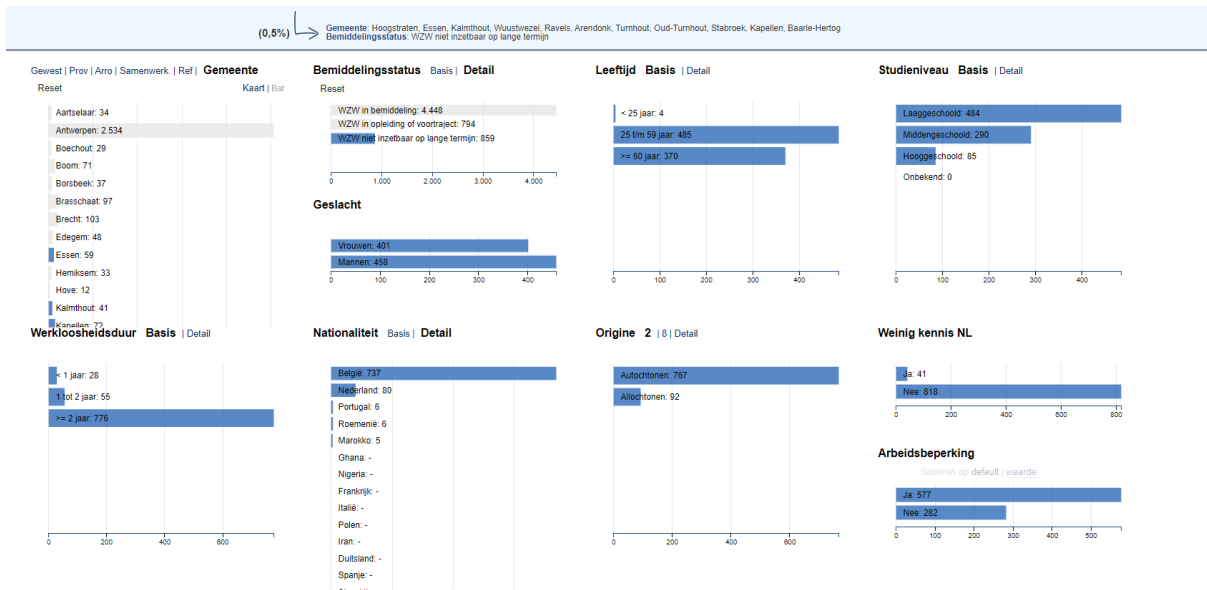 (0,5%)
Gemeente: Hoogstraten, Essen, Kalmthout, Wuustwezel, Ravels, Arendonk, Turnhout, Oud-Turnhout, Stabroek, Kapellen, Baarle-Hertog
Bemiddelingsstatus: WZW niet inzetbaar op lange termijn
Gewest | Prov | Arro | Samenwerk. | Ref | Gemeente
Reset
Kaart | Bar
Aartselaar: 34
Antwerpen: 2.534
Boechout: 29
Boom: 71
Borsbeek: 37
Brasschaat: 97
Brecht: 103
Edegem: 48
Essen: 59
Hemiksem: 33
Hove: 12
Kalmthout: 41
Kapellen: 72
Bemiddelingsstatus Basis | Detail
Reset
WZW in bemiddeling: 4.448
WZW in opleiding of voortraject: 794
WZW niet inzetbaar op lange termijn: 859
0 1.000 2.000 3.000 4.000
Geslacht
Vrouwen: 401
Mannen: 458
0 100 200 300 400
Leeftijd Basis | Detail
< 25 jaar: 4
25 t/m 59 jaar: 485
>= 60 jaar: 370
0 100 200 300 400
Studieniveau Basis | Detail
Laaggeschoold: 484
Middengeschoold: 290
Hooggeschoold: 85
Onbekend: 0
0 100 200 300 400
Werkloosheidsduur Basis | Detail
< 1 jaar: 28
1 tot 2 jaar: 55
>= 2 jaar: 776
0 200 400 600
Nationaliteit Basis | Detail
België: 737
Nederland: 80
Portugal: 6
Roemenië: 6
Marokko: 5
Ghana: -
Nigeria: -
Frankrijk: -
Italië: -
Polen: -
Iran: -
Duitsland: -
Spanje: -
Origine 2 | 8 | Detail
Autochtonen: 767
Allochtonen: 92
0 200 400 600
Weinig kennis NL
Ja: 41
Nee: 818
0 200 400 600 800
Arbeidsbeperking
Sorteren op default | waarde
Ja: 577
Nee: 282
0 100 200 300 400 500